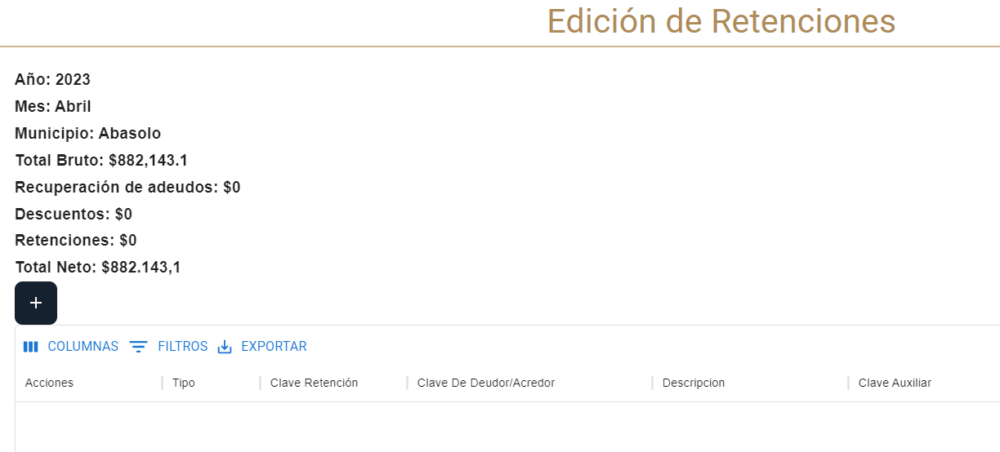 Edición de Retenciones
Año: 2023
Mes: Abril
Municipio: Abasolo
Total Bruto: $882,143.1
Recuperación de adeudos: $0
Descuentos: $0
Retenciones: $0
Total Neto: $882.143,1
+
COLUMNAS FILTROS EXPORTAR
Acciones Tipo Clave Retención Clave De Deudor/Acredor Descripcion Clave Auxiliar